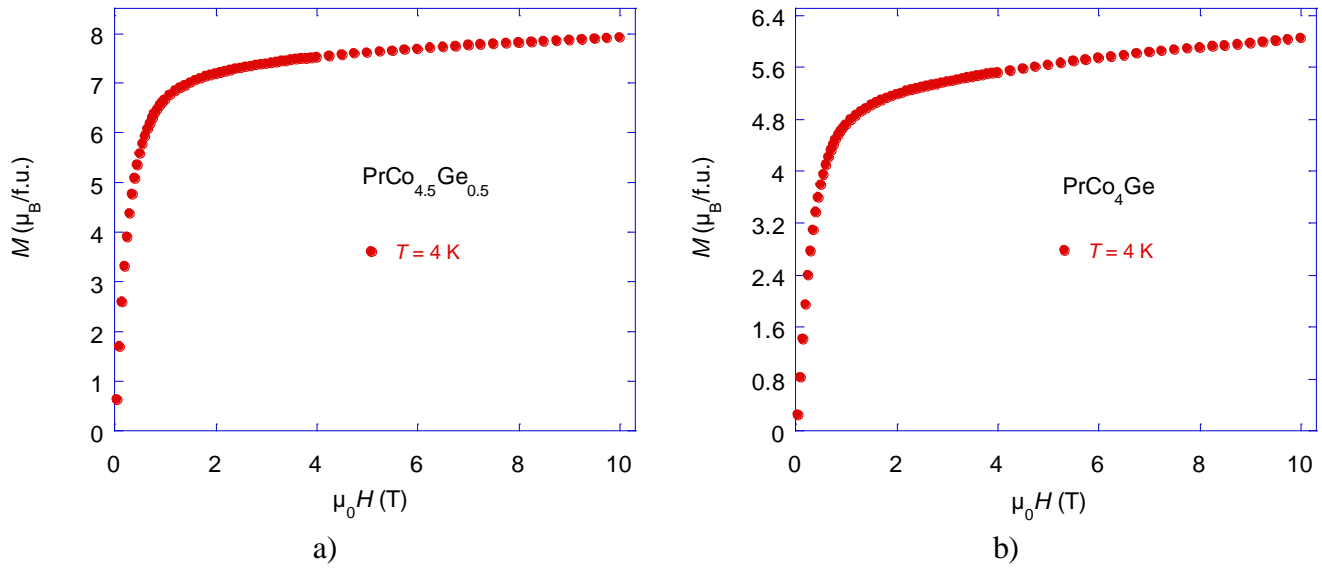 8
7
6
5
4
3
2
1
0
M (μB/f.u.)
PrCo4.5Ge0.5
T = 4 K
0 2 4 6 8 10
μ0H (T)
a)
6.4
5.6
4.8
4
3.2
2.4
1.6
0.8
0
M (μB/f.u.)
PrCo4Ge
T = 4 K
0 2 4 6 8 10
μ0H (T)
b)